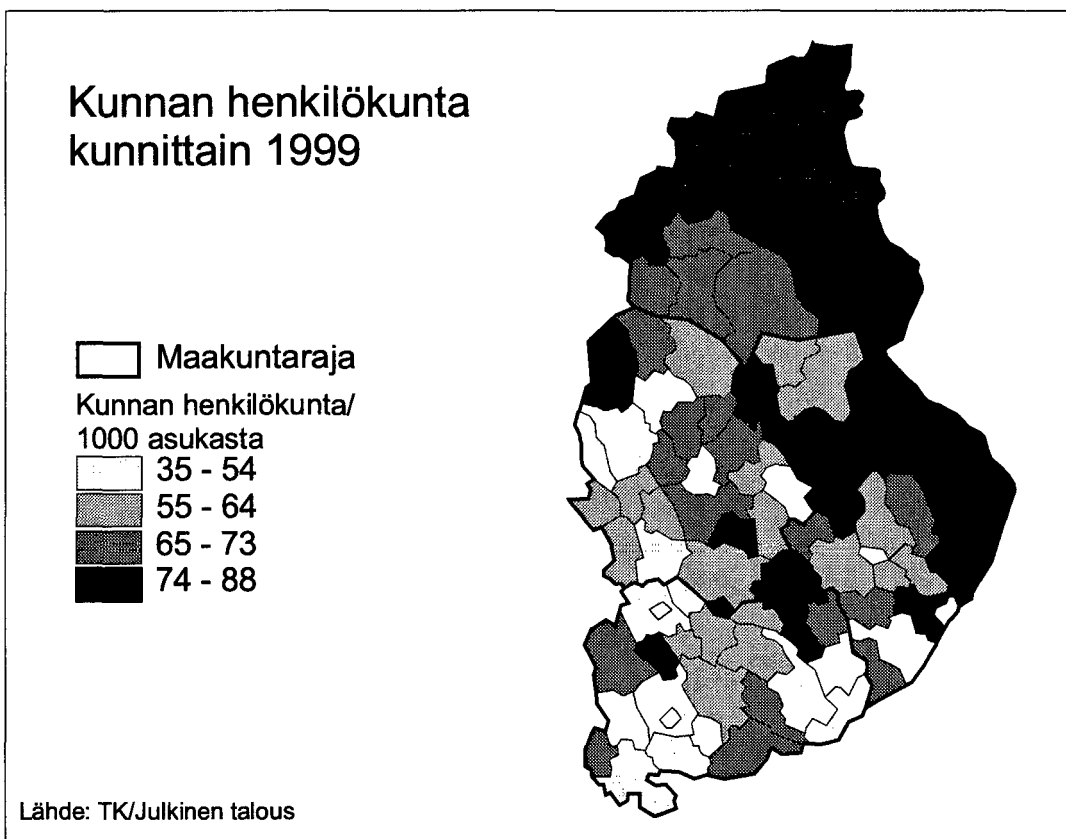 Kunnan henkilökunta
kunnittain 1999
Maakuntaraja
Kunnan henkilökunta/
1000 asukasta
35 - 54
55 - 64
65 - 73
74 - 88
Lähde: TK/Julkinen talous